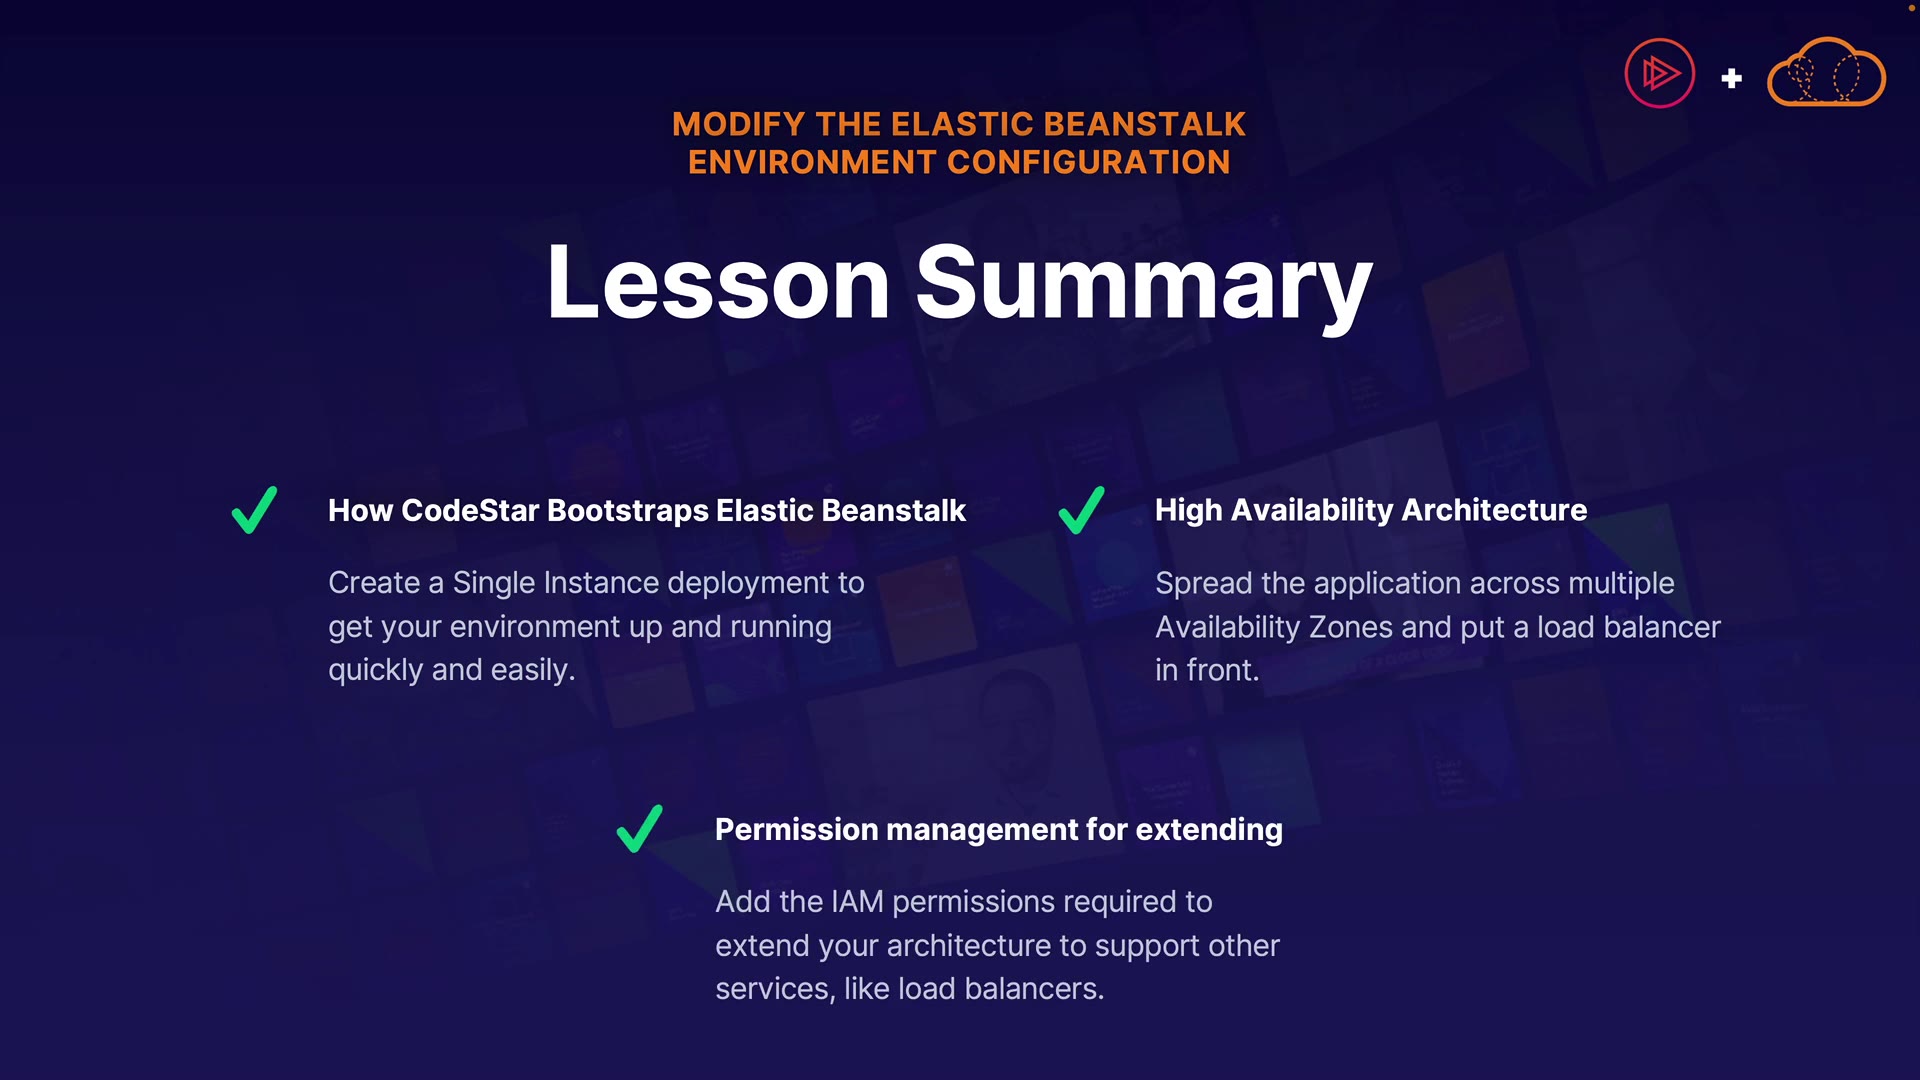 MODIFY THE ELASTIC BEANSTALK
ENVIRONMENT CONFIGURATION
Lesson Summary
How CodeStar Bootstraps Elastic Beanstalk
Create a Single Instance deployment to
get your environment up and running
quickly and easily.
High Availability Architecture
Spread the application across multiple
Availability Zones and put a load balancer
in front.
Permission management for extending
Add the IAM permissions required to
extend your architecture to support other
services, like load balancers.